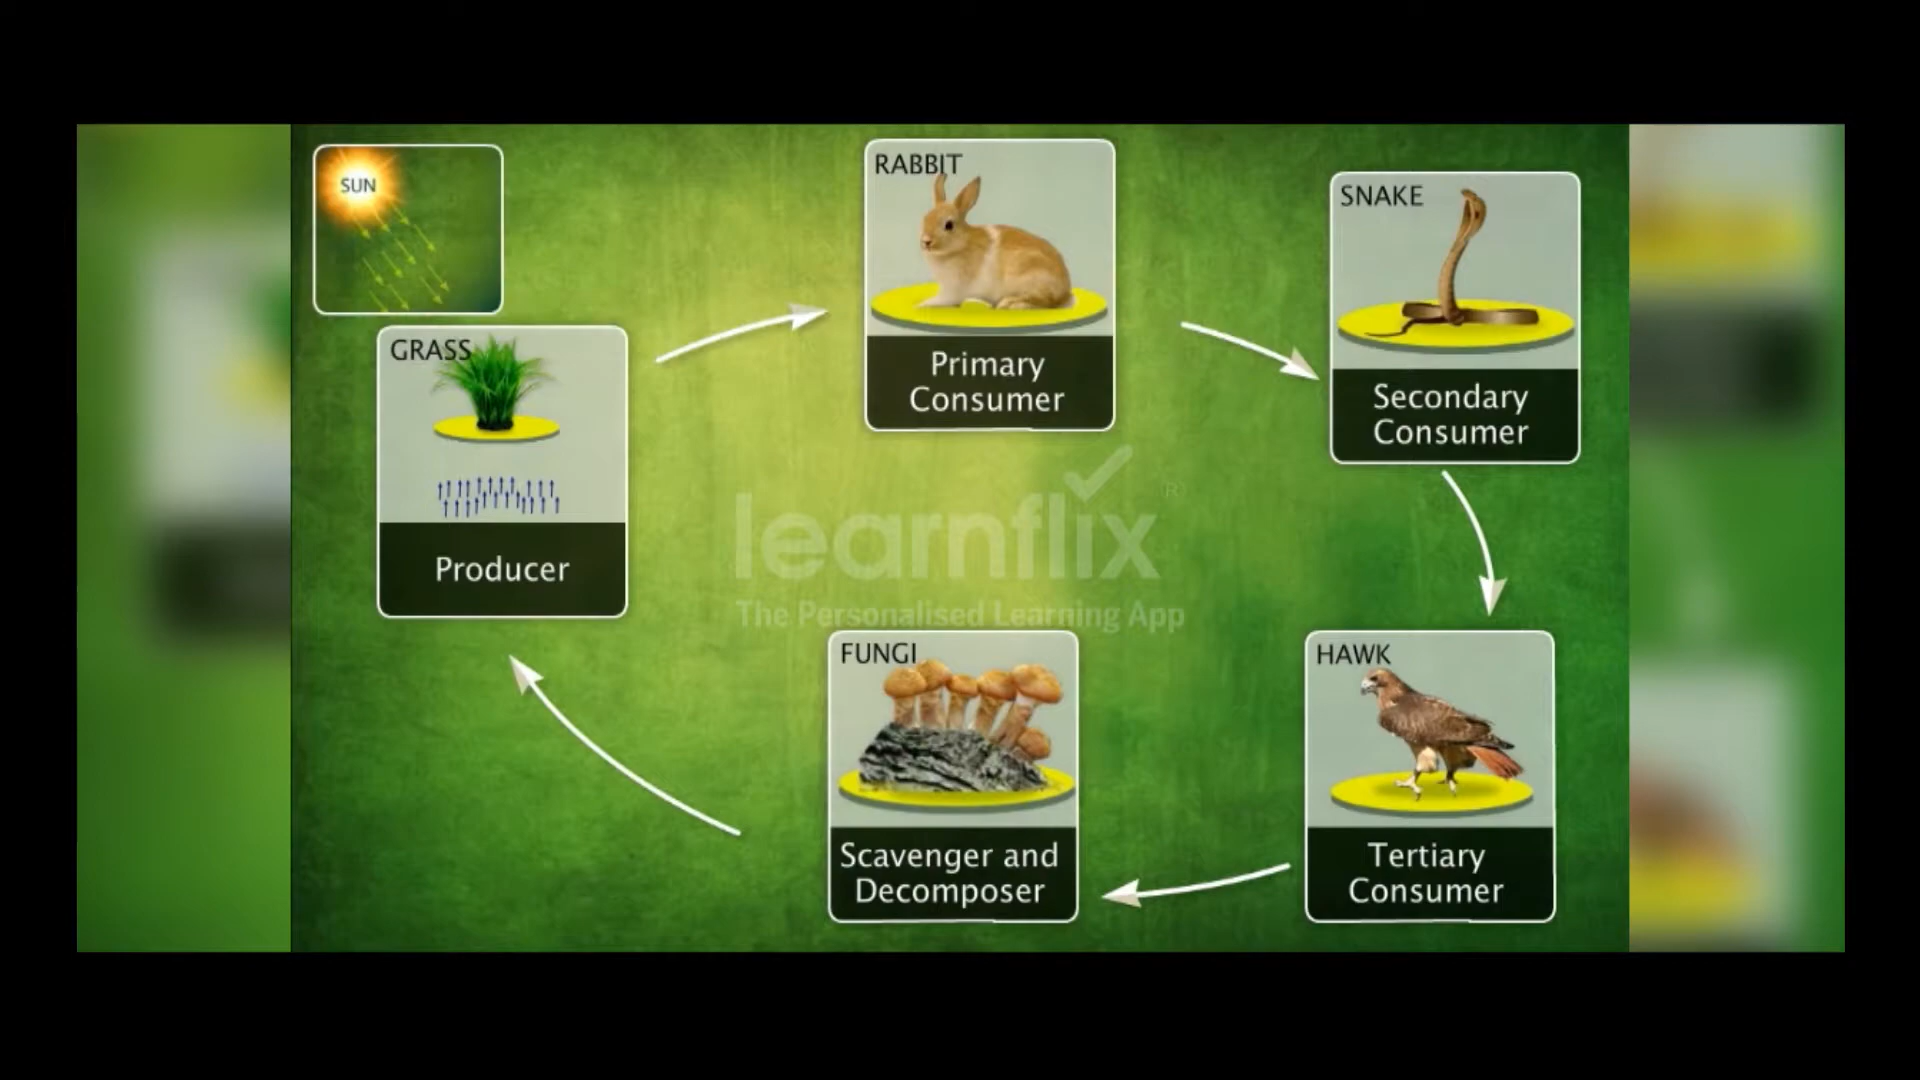 SUN
GRASS
Producer
RABBIT
Primary
Consumer
SNAKE
Secondary
Consumer
learnflix
The Personalised Learning App
FUNGI
Scavenger and
Decomposer
HAWK
Tertiary
Consumer